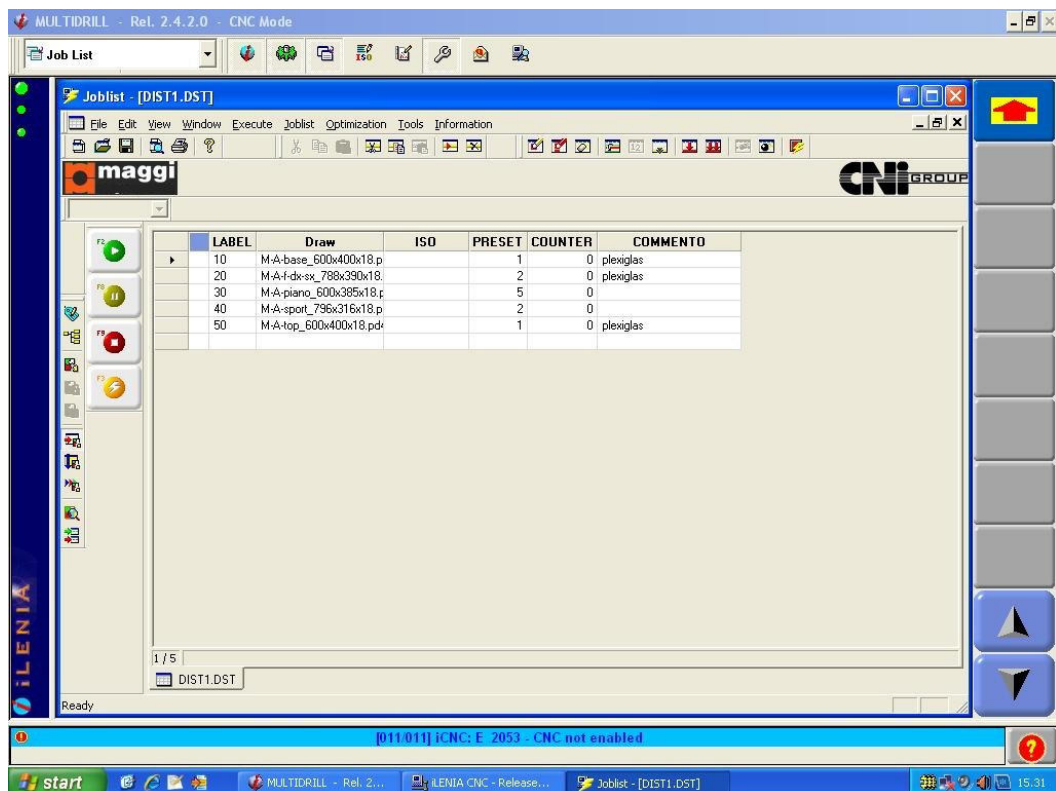 MULTIDRILL - Rel. 2.4.2.0 - CNC Mode
Job List
ISO
Joblist - [DIST1.DST]
File Edit View Window Execute Joblist Optimization Tools Information
maggi
CNi GROUP
LABEL Draw ISO PRESET COUNTER COMMENTO
10 M-A-base_600x400x18.p 1 0 plexiglas
20 M-A-f-dx-sx_788x390x18. 2 0 plexiglas
30 M-A-piano_600x385x18.p 5 0
40 M-A-sport_796x316x18.p 2 0
50 M-A-top_600x400x18.pd4 1 0 plexiglas
F2
F9
1 / 5
DIST1.DST
Ready
iLENIA
[011/011] iCNC: E 2053 - CNC not enabled
start MULTIDRILL - Rel. 2... iLENIA CNC - Release... Joblist - [DIST1.DST] 15.31